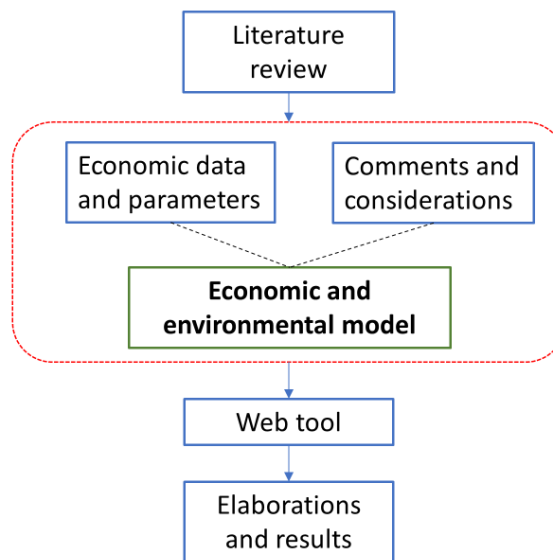 Literature
review
Economic data
and parameters
Comments and
considerations
Economic and
environmental model
Web tool
Elaborations
and results